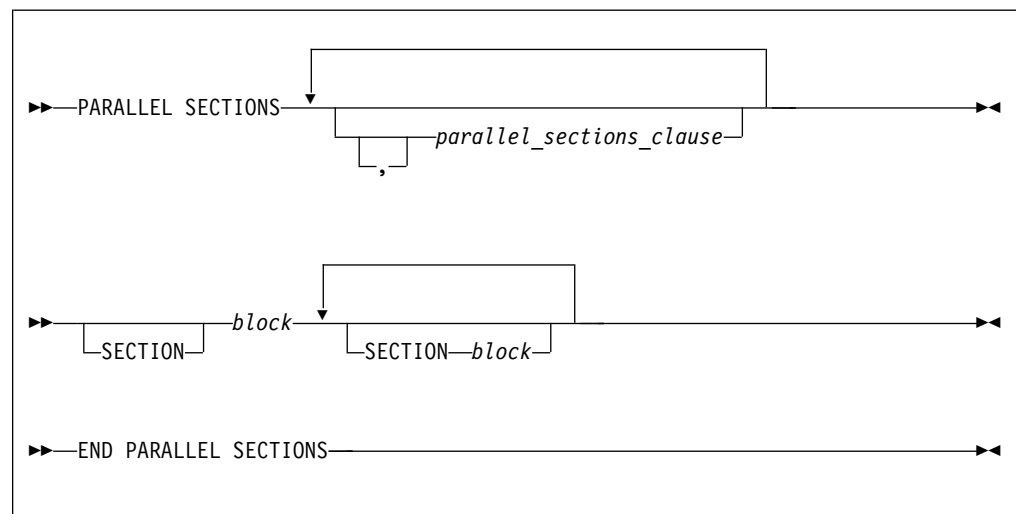 PARALLEL SECTIONS
parallel_sections_clause
,
block
SECTION
SECTION block
END PARALLEL SECTIONS